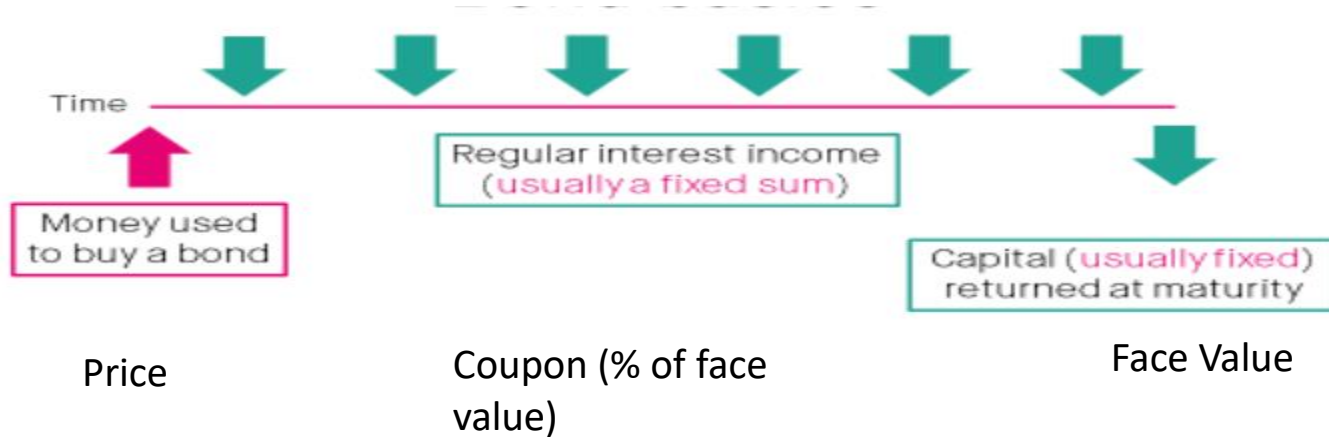 Time
Regular interest income
(usually a fixed sum)
Money used
to buy a bond
Capital (usually fixed)
returned at maturity
Price
Coupon (% of face
value)
Face Value